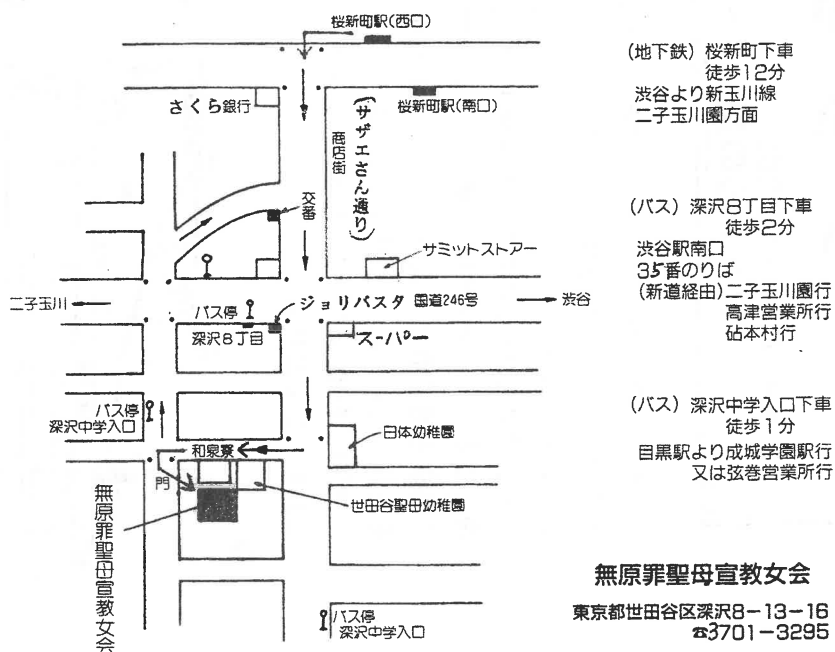 桜新町駅(西口)
さくら銀行
桜新町駅(南口)
商店街
(サザエさん通り)
交番
サミットストアー
二子玉川
バス停
ジョリパスタ
国道246号
渋谷
深沢8丁目
スーパー
バス停
深沢中学入口
和泉寮
日体幼稚園
門
世田谷聖母幼稚園
無原罪聖母宣教女会
バス停
深沢中学入口
(地下鉄) 桜新町下車
徒歩12分
渋谷より新玉川線
二子玉川園方面
(バス) 深沢8丁目下車
徒歩2分
渋谷駅南口
35番のりば
(新道経由)二子玉川園行
高津営業所行
砧本村行
(バス) 深沢中学入口下車
徒歩1分
目黒駅より成城学園駅行
又は弦巻営業所行
無原罪聖母宣教女会
東京都世田谷区深沢8-13-16
☎3701-3295